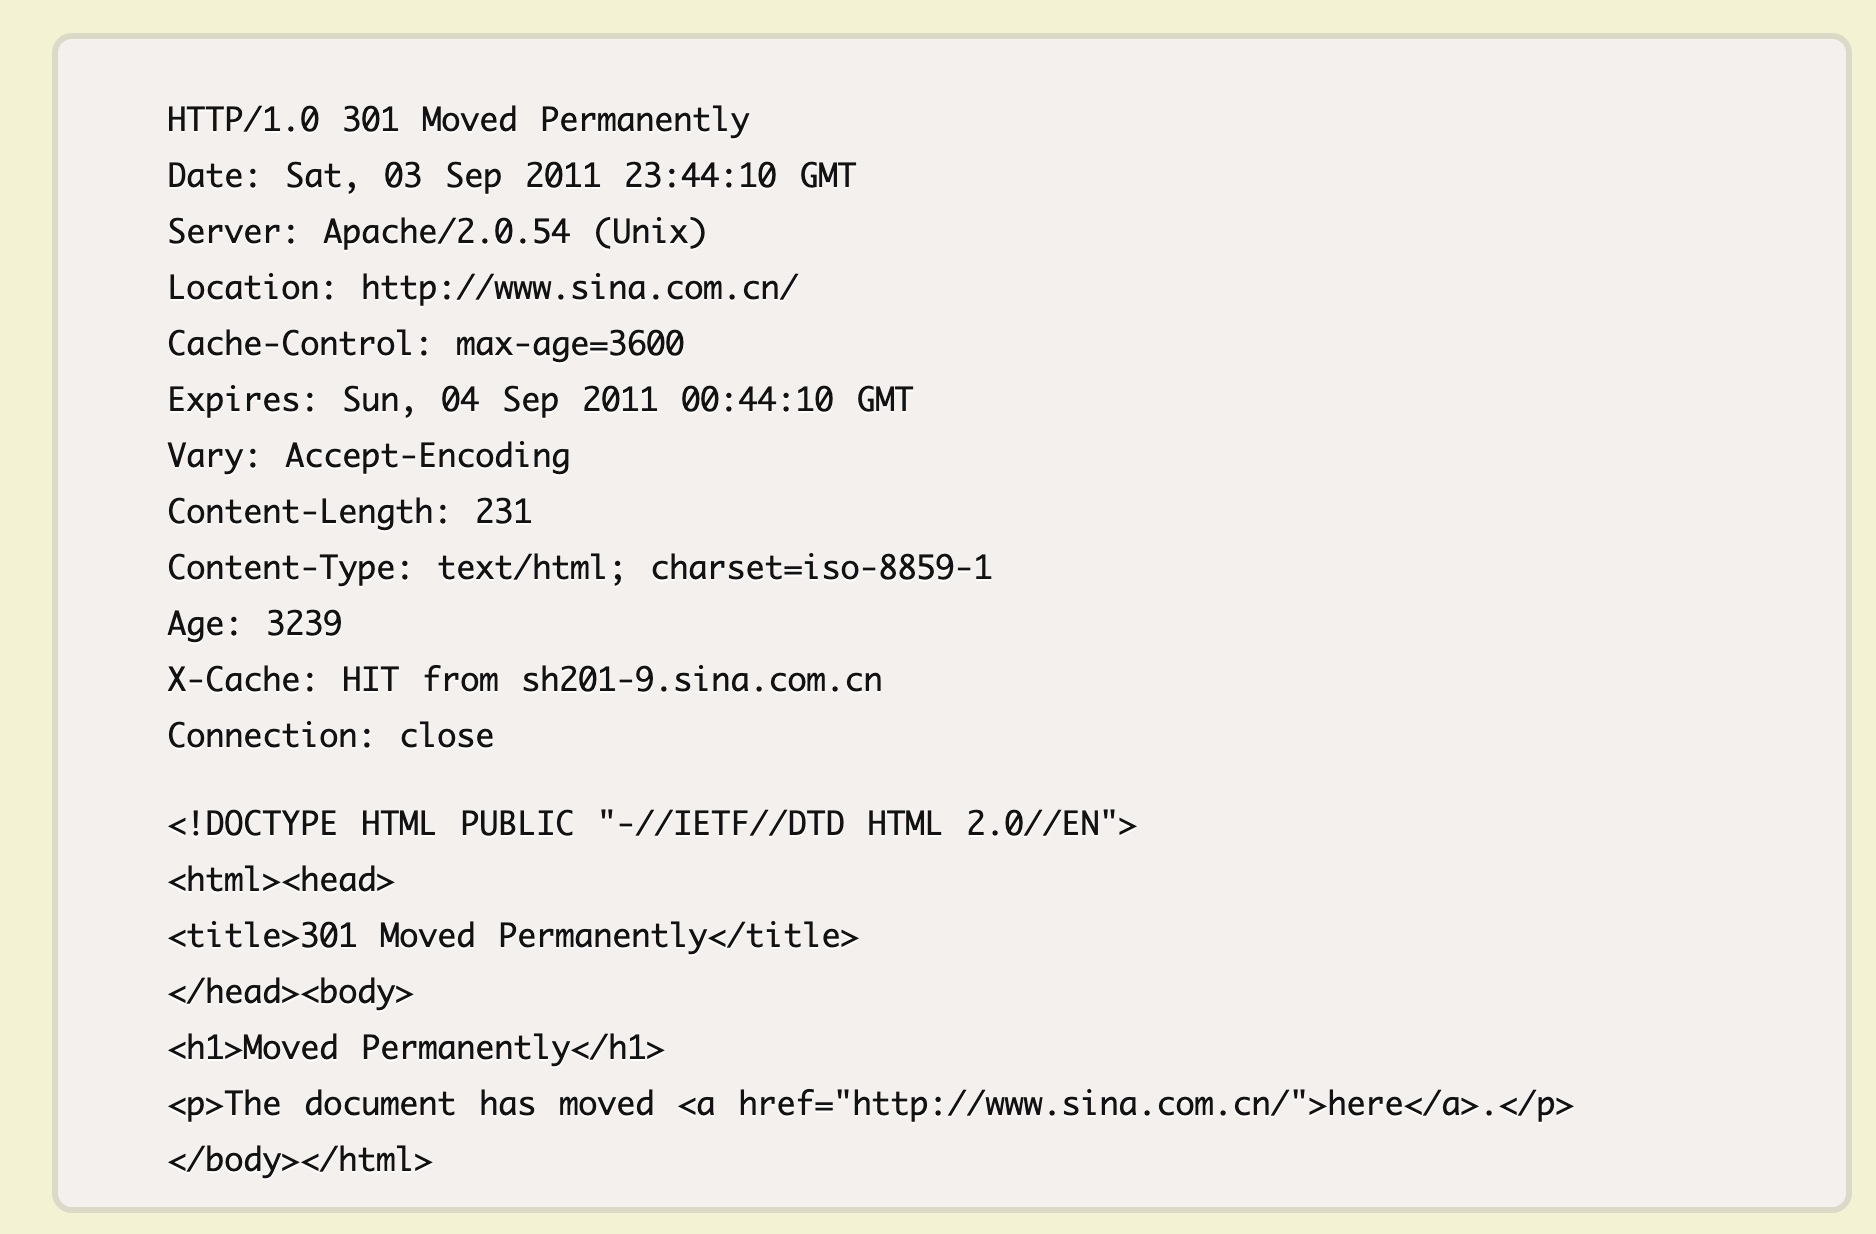 HTTP/1.0 301 Moved Permanently
Date: Sat, 03 Sep 2011 23:44:10 GMT
Server: Apache/2.0.54 (Unix)
Location: http://www.sina.com.cn/
Cache-Control: max-age=3600
Expires: Sun, 04 Sep 2011 00:44:10 GMT
Vary: Accept-Encoding
Content-Length: 231
Content-Type: text/html; charset=iso-8859-1
Age: 3239
X-Cache: HIT from sh201-9.sina.com.cn
Connection: close
<!DOCTYPE HTML PUBLIC "-//IETF//DTD HTML 2.0//EN">
<html><head>
<title>301 Moved Permanently</title>
</head><body>
<h1>Moved Permanently</h1>
<p>The document has moved <a href="http://www.sina.com.cn/">here</a>.</p>
</body></html>